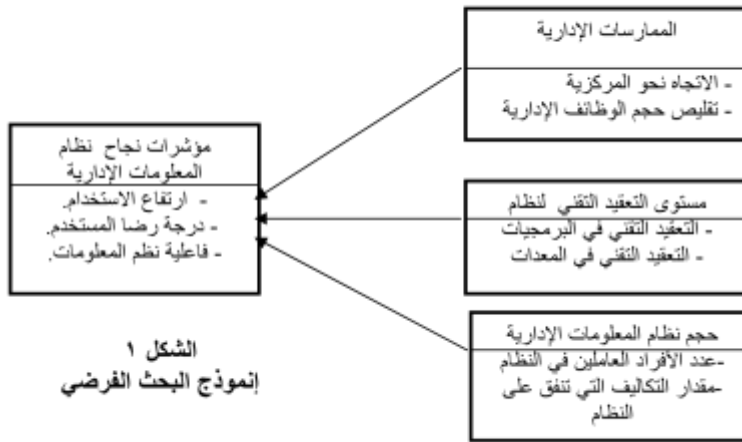 الممارسات الإدارية
- الاتجاه نحو المركزية
- تقليص حجم الوظائف الإدارية
مؤشرات نجاح نظام
المعلومات الإدارية
- ارتفاع الاستخدام.
- درجة رضا المستخدم.
- فاعلية نظم المعلومات.
مستوى التعقيد التقني لنظام
- التعقيد التقني في البرمجيات
- التعقيد التقني في المعدات
حجم نظام المعلومات الإدارية
-عدد الأفراد العاملين في النظام
-مقدار التكاليف التي تنفق على
النظام
الشكل ١
إنموذج البحث الفرضي